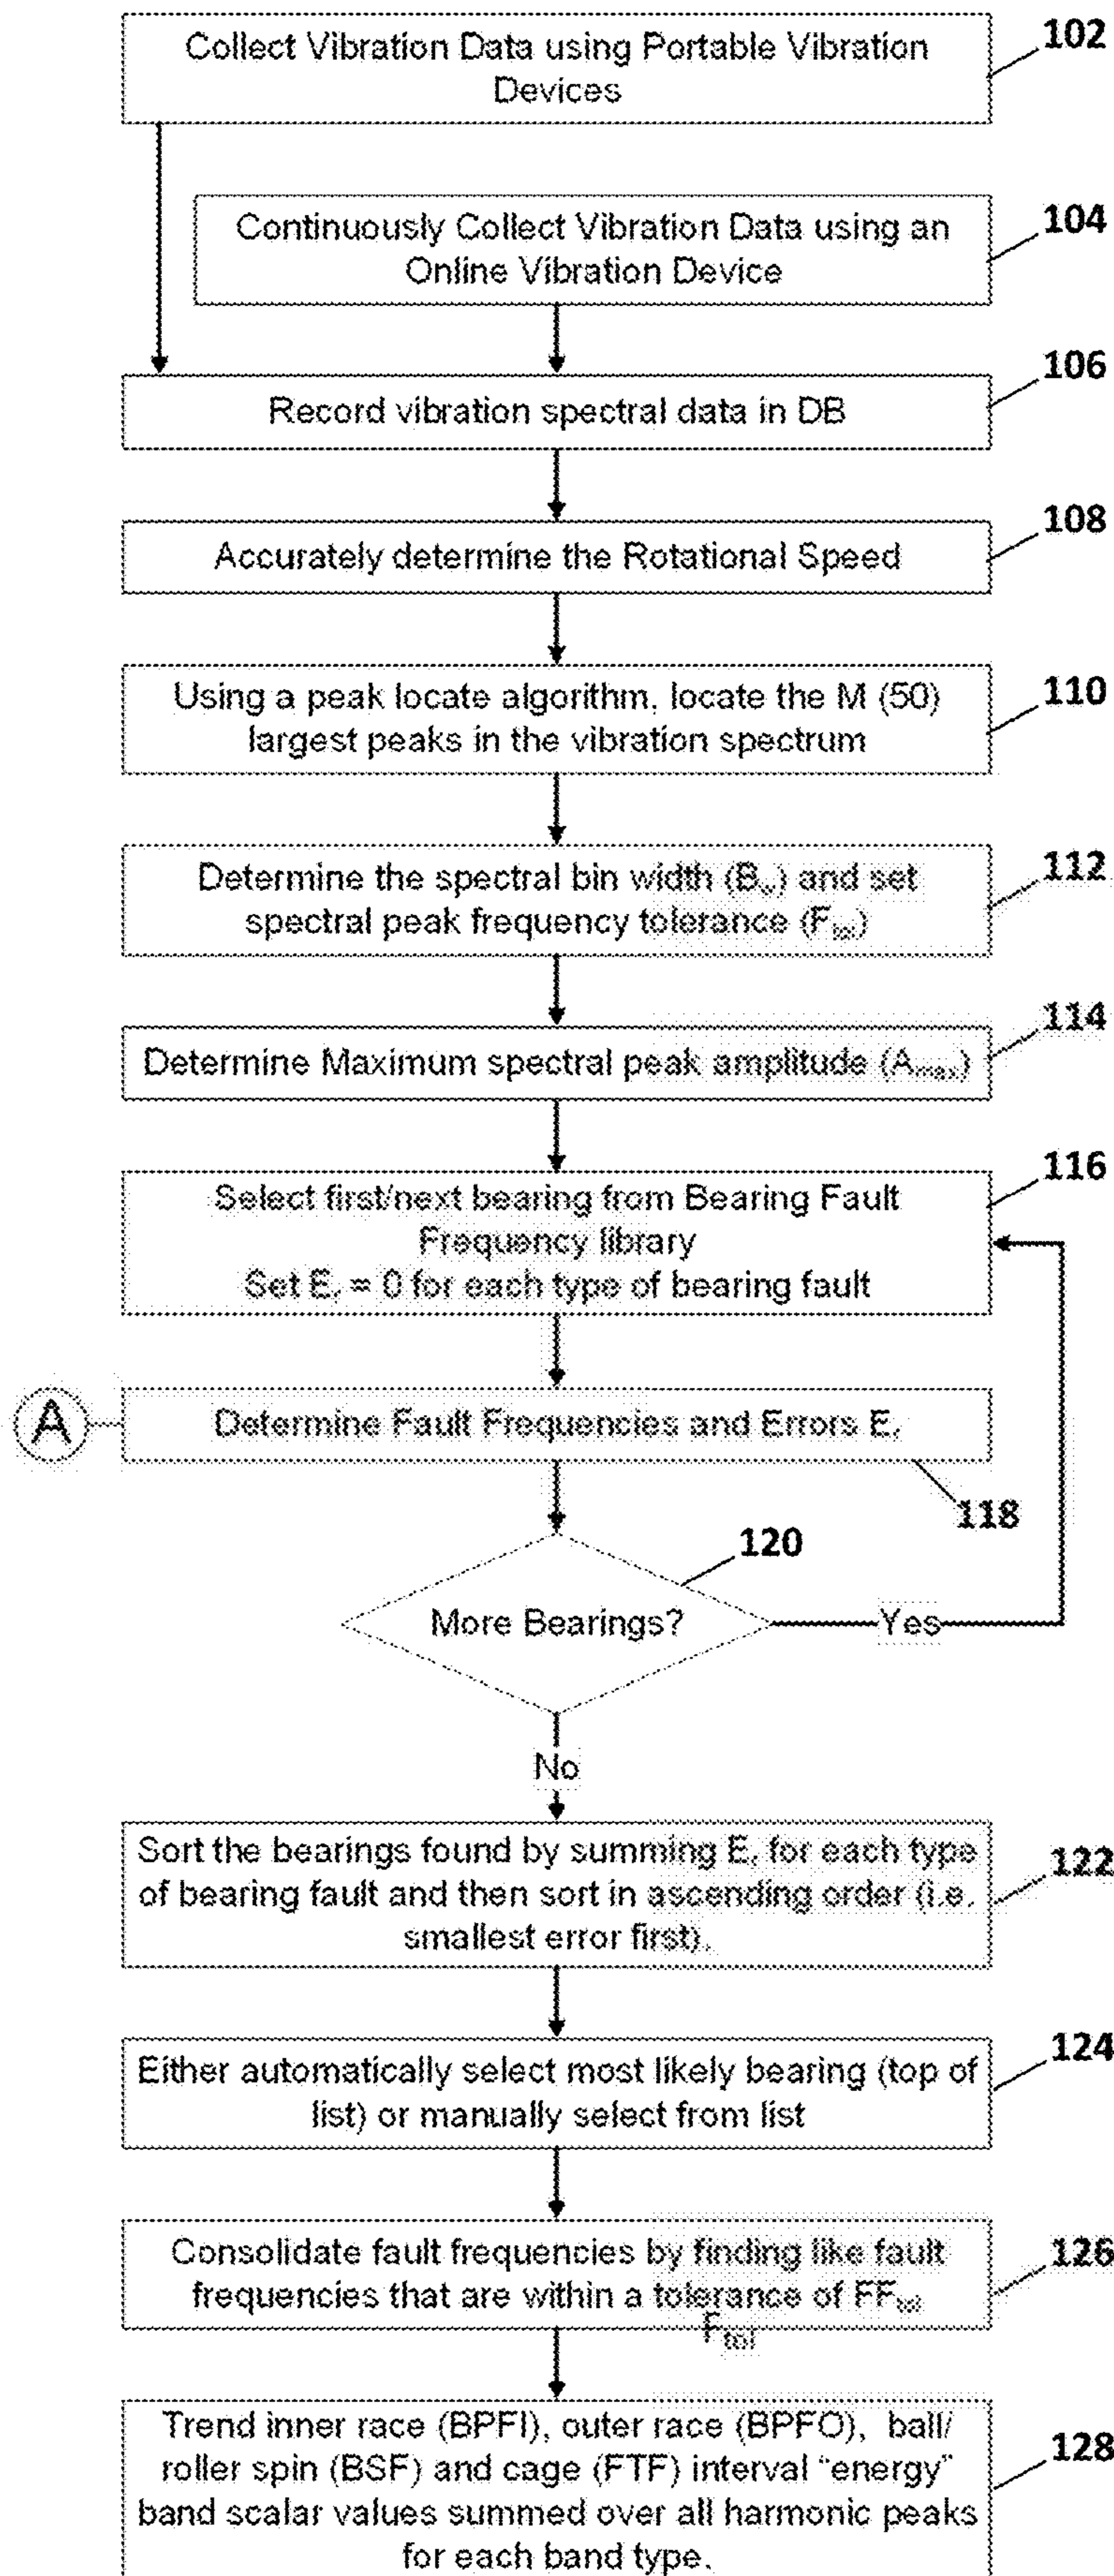 Collect Vibration Data using Portable Vibration
Devices
102
Continuously Collect Vibration Data using an
Online Vibration Device
104
106
Record vibration spectral data in DB
108
Accurately determine the Rotational Speed
110
Using a peak locate algorithm, locate the M (50)
largest peaks in the vibration spectrum
112
Determine the spectral bin width (Bw) and set
spectral peak frequency tolerance (Ftol)
114
Determine Maximum spectral peak amplitude (Amax)
116
Select first/next bearing from Bearing Fault
Frequency library
Set Er = 0 for each type of bearing fault
A
Determine Fault Frequencies and Errors Er
118
120
More Bearings?
Yes
No
Sort the bearings found by summing Er for each type
of bearing fault and then sort in ascending order (i.e.
smallest error first).
122
124
Either automatically select most likely bearing (top of
list) or manually select from list
126
Consolidate fault frequencies by finding like fault
frequencies that are within a tolerance of FFtol
Ftol
Trend inner race (BPFI), outer race (BPFO), ball/
roller spin (BSF) and cage (FTF) interval “energy”
band scalar values summed over all harmonic peaks
for each band type.
128